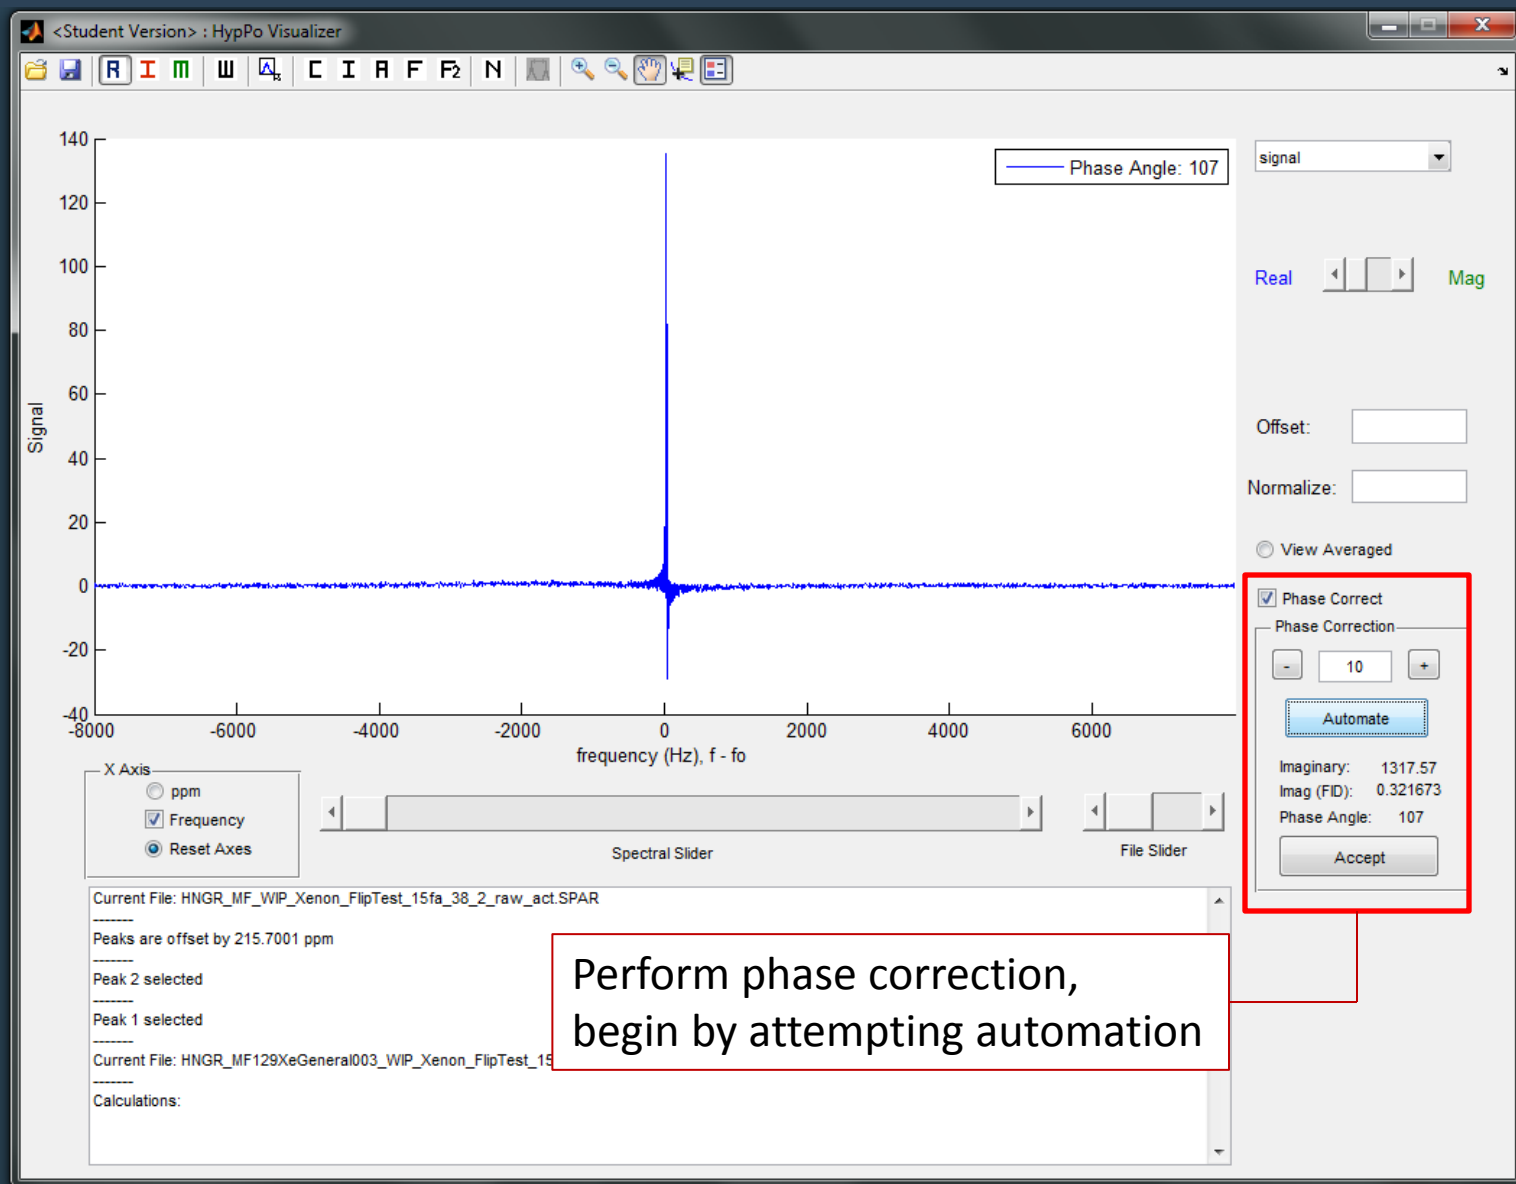 <Student Version> : HypPo Visualizer
R I m Ш C I A F F2 N
140
120
100
80
60
40
20
0
-20
-40
Signal
Phase Angle: 107
-8000 -6000 -4000 -2000 0 2000 4000 6000
frequency (Hz), f - fo
signal
Real Mag
Offset:
Normalize:
View Averaged
Phase Correct
Phase Correction
- 10 +
Automate
Imaginary: 1317.57
Imag (FID): 0.321673
Phase Angle: 107
Accept
X Axis
ppm
Frequency
Reset Axes
Spectral Slider
File Slider
Current File: HNGR_MF_WIP_Xenon_FlipTest_15fa_38_2_raw_act.SPAR
-------
Peaks are offset by 215.7001 ppm
-------
Peak 2 selected
-------
Peak 1 selected
-------
Current File: HNGR_MF129XeGeneral003_WIP_Xenon_FlipTest_15
-------
Calculations:
Perform phase correction,
begin by attempting automation